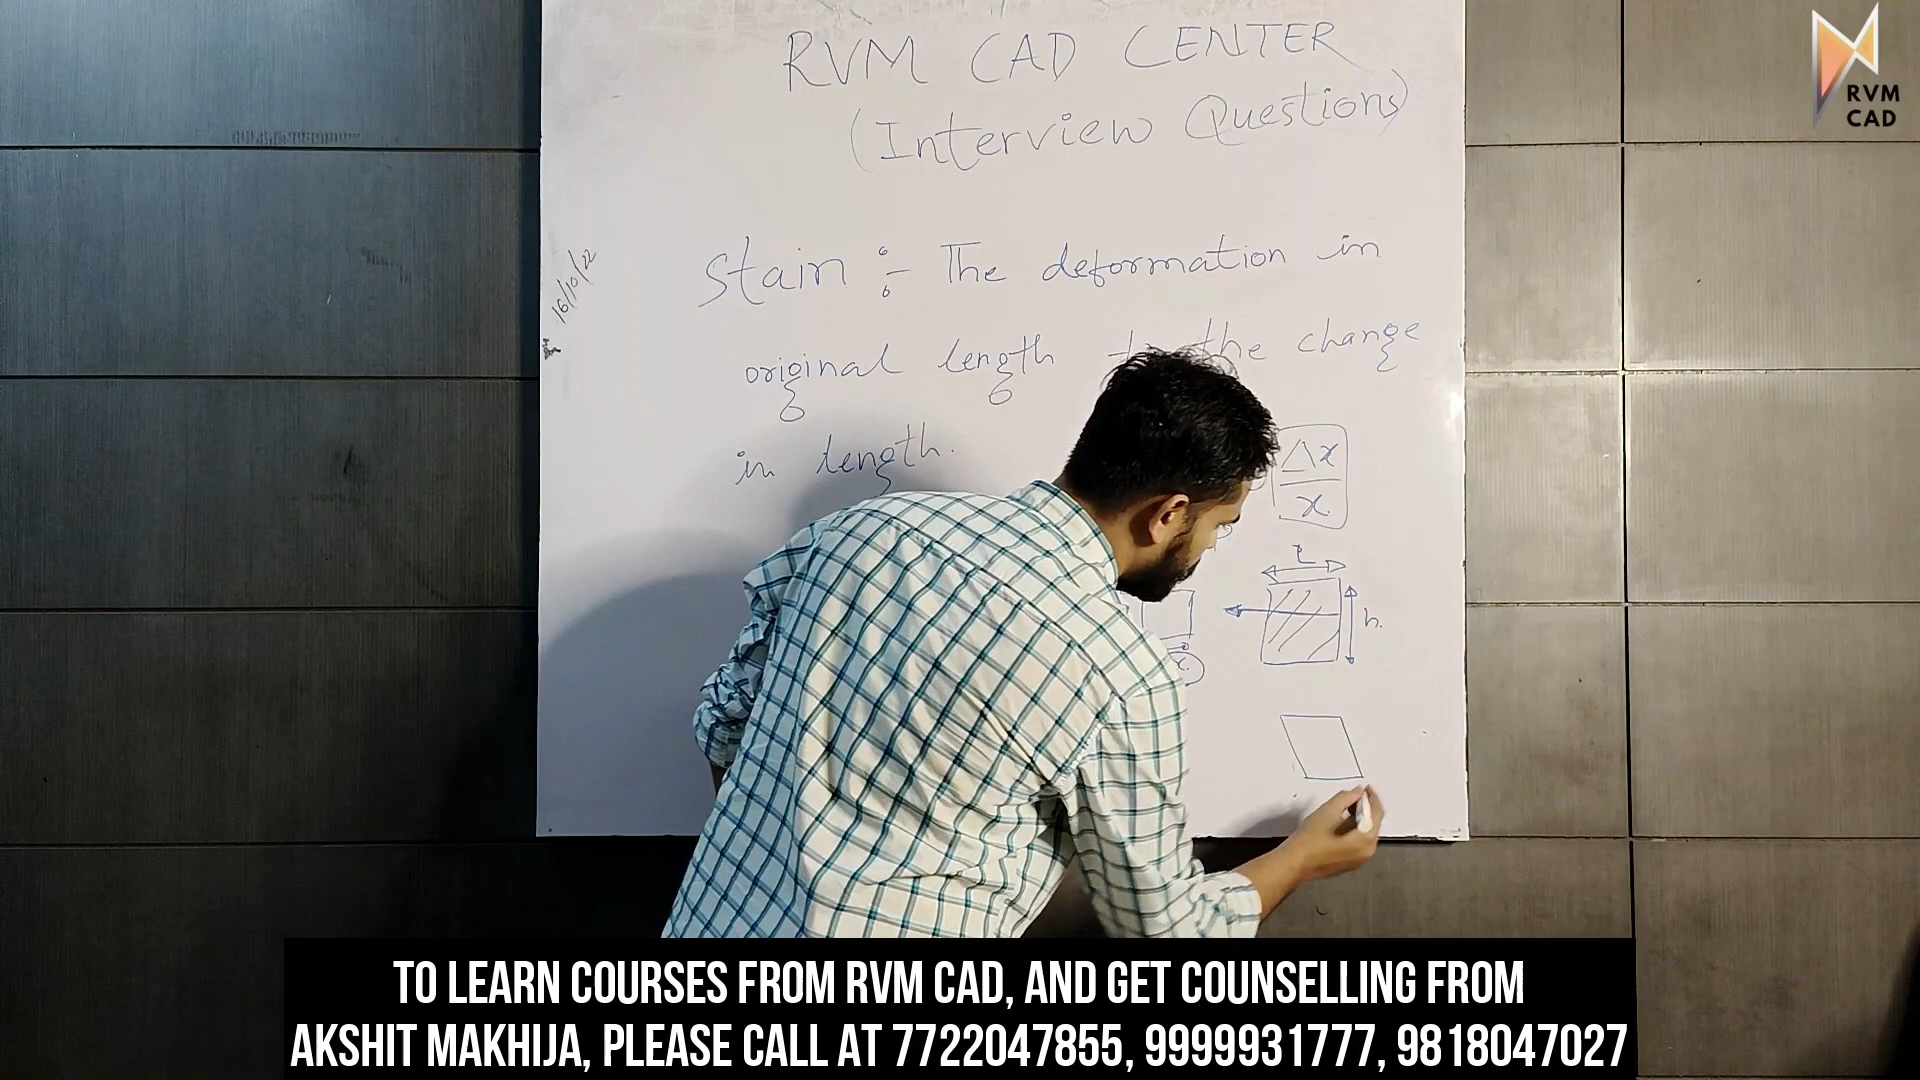 RVM CAD CENTER
(Interview Questions)
RVM
CAD
16/10/22
Stain :- The deformation in
original length to the change
in length.
Δx
x
L
h.
x.
TO LEARN COURSES FROM RVM CAD, AND GET COUNSELLING FROM
AKSHIT MAKHIJA, PLEASE CALL AT 7722047855, 9999931777, 9818047027